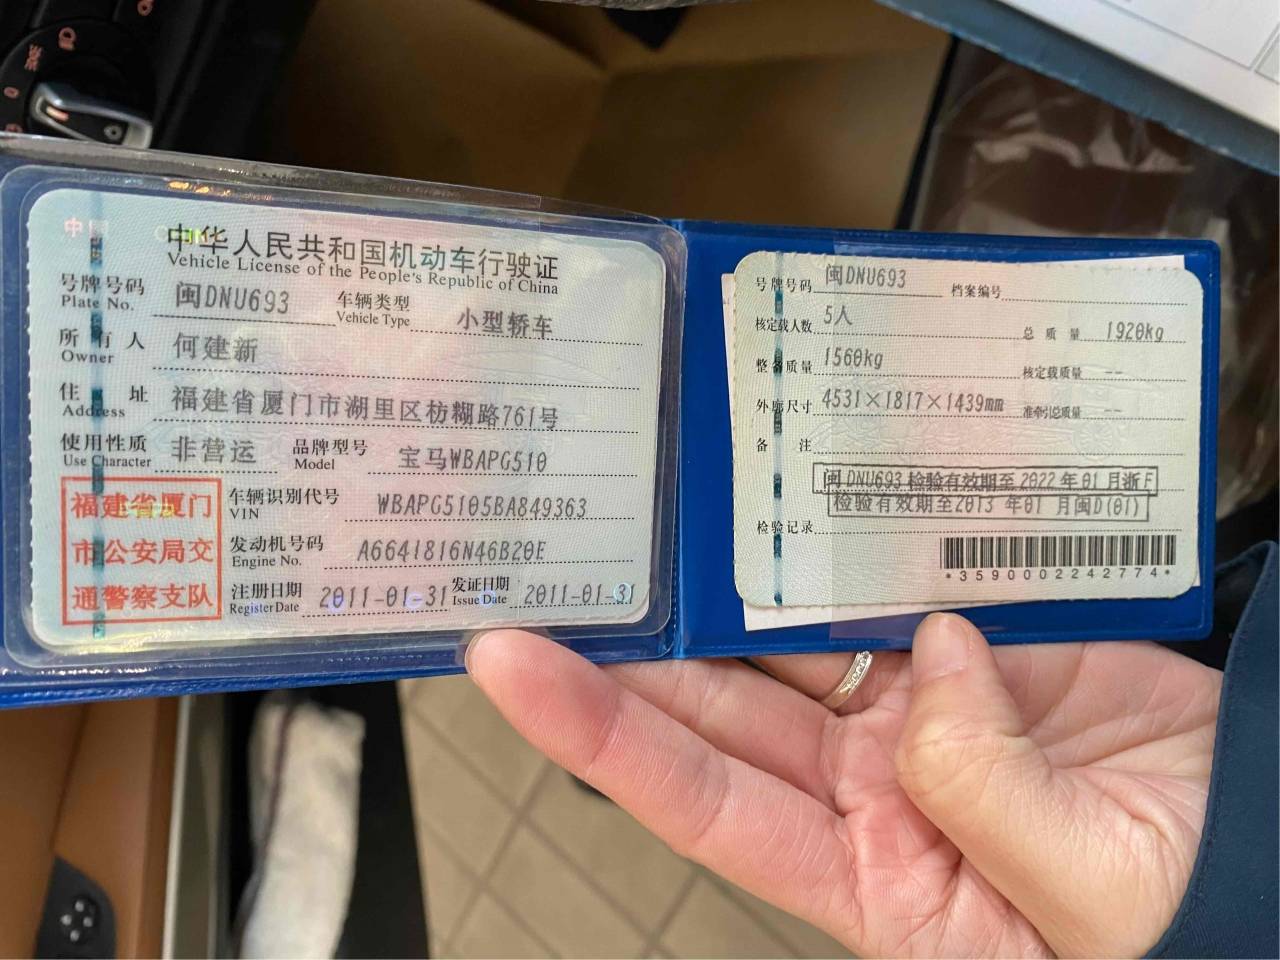 中华人民共和国机动车行驶证
Vehicle License of the People's Republic of China
号牌号码 闽DNU693 车辆类型 小型轿车
Plate No. Vehicle Type
所有人 何建新
Owner
住址 福建省厦门市湖里区枋糊路761号
Address
使用性质 非营运 品牌型号 宝马WBAPG510
Use Character Model
福建省厦门
市公安局交
通警察支队
车辆识别代号 WBAPG5105BA849363
VIN
发动机号码 A6641816N46B20E
Engine No.
注册日期 2011-01-31 发证日期 2011-01-31
Register Date Issue Date
号牌号码 闽DNU693 档案编号
核定载人数 5人 总质量 1920kg
整备质量 1560kg 核定载质量 --
外廓尺寸 4531×1817×1439mm 准牵引总质量 --
备注
闽DNU693 检验有效期至2022年01月浙F
检验有效期至2013年01月闽D(01)
检验记录
*3590002242774*